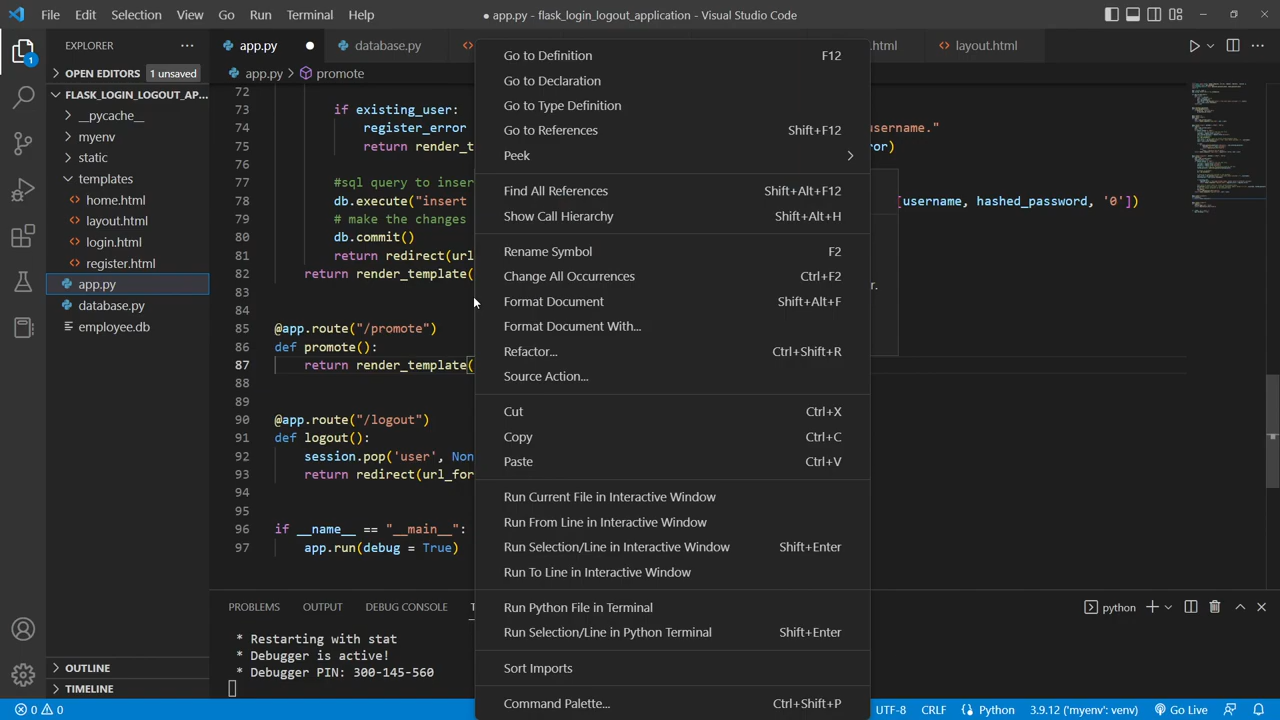 File Edit Selection View Go Run Terminal Help
● app.py - flask_login_logout_application - Visual Studio Code
EXPLORER
OPEN EDITORS 1 unsaved
FLASK_LOGIN_LOGOUT_AP...
__pycache__
myenv
static
templates
home.html
layout.html
login.html
register.html
app.py
database.py
employee.db
OUTLINE
TIMELINE
1
app.py database.py .html layout.html
app.py > promote
72
73 if existing_user:
74 register_error username."
75 return render_t or)
76
77 #sql query to inser
78 db.execute("insert [username, hashed_password, '0'])
79 # make the changes
80 db.commit()
81 return redirect(url
82 return render_template(
83
84
85 @app.route("/promote")
86 def promote():
87 return render_template(
88
89
90 @app.route("/logout")
91 def logout():
92 session.pop('user', Non
93 return redirect(url_for
94
95
96 if __name__ == "__main__":
97 app.run(debug = True)
Go to Definition F12
Go to Declaration
Go to Type Definition
Go to References Shift+F12
Peek
Find All References Shift+Alt+F12
Show Call Hierarchy Shift+Alt+H
Rename Symbol F2
Change All Occurrences Ctrl+F2
Format Document Shift+Alt+F
Format Document With...
Refactor... Ctrl+Shift+R
Source Action...
Cut Ctrl+X
Copy Ctrl+C
Paste Ctrl+V
Run Current File in Interactive Window
Run From Line in Interactive Window
Run Selection/Line in Interactive Window Shift+Enter
Run To Line in Interactive Window
Run Python File in Terminal
Run Selection/Line in Python Terminal Shift+Enter
Sort Imports
Command Palette... Ctrl+Shift+P
r.
PROBLEMS OUTPUT DEBUG CONSOLE
python
* Restarting with stat
* Debugger is active!
* Debugger PIN: 300-145-560
0 0
UTF-8 CRLF Python 3.9.12 ('myenv': venv) Go Live